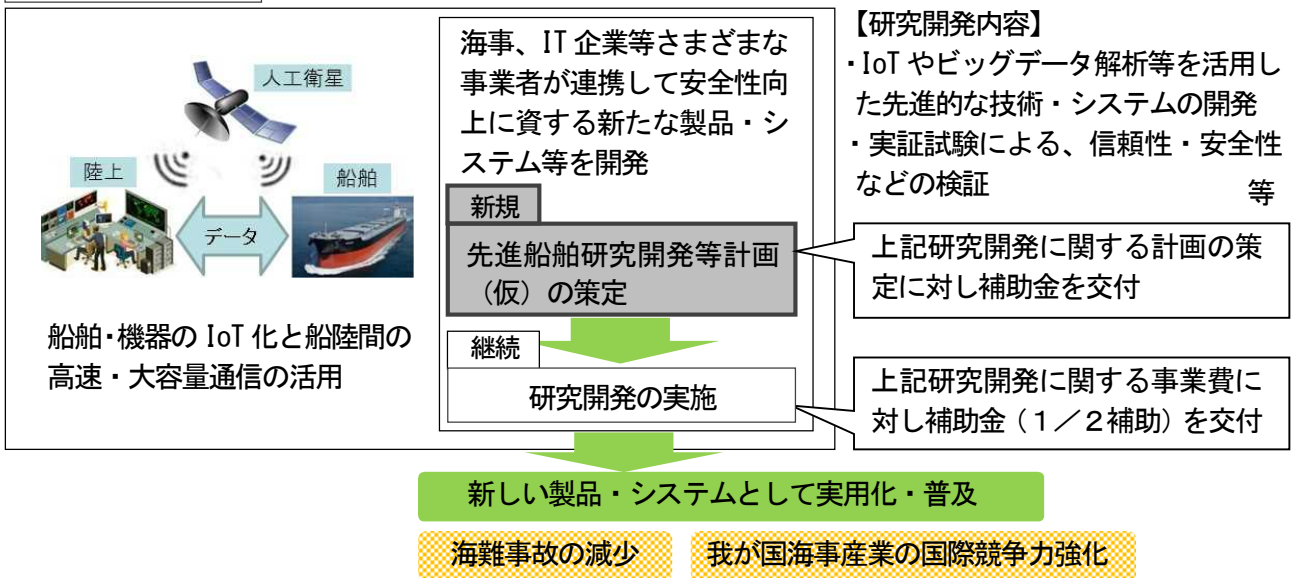 人工衛星
陸上
船舶
データ
船舶・機器の IoT 化と船陸間の
高速・大容量通信の活用
海事、IT 企業等さまざまな
事業者が連携して安全性向
上に資する新たな製品・シ
ステム等を開発
新規
先進船舶研究開発等計画
（仮）の策定
継続
研究開発の実施
【研究開発内容】
・IoT やビッグデータ解析等を活用し
た先進的な技術・システムの開発
・実証試験による、信頼性・安全性
などの検証 等
上記研究開発に関する計画の策
定に対し補助金を交付
上記研究開発に関する事業費に
対し補助金（１／２補助）を交付
新しい製品・システムとして実用化・普及
海難事故の減少
我が国海事産業の国際競争力強化